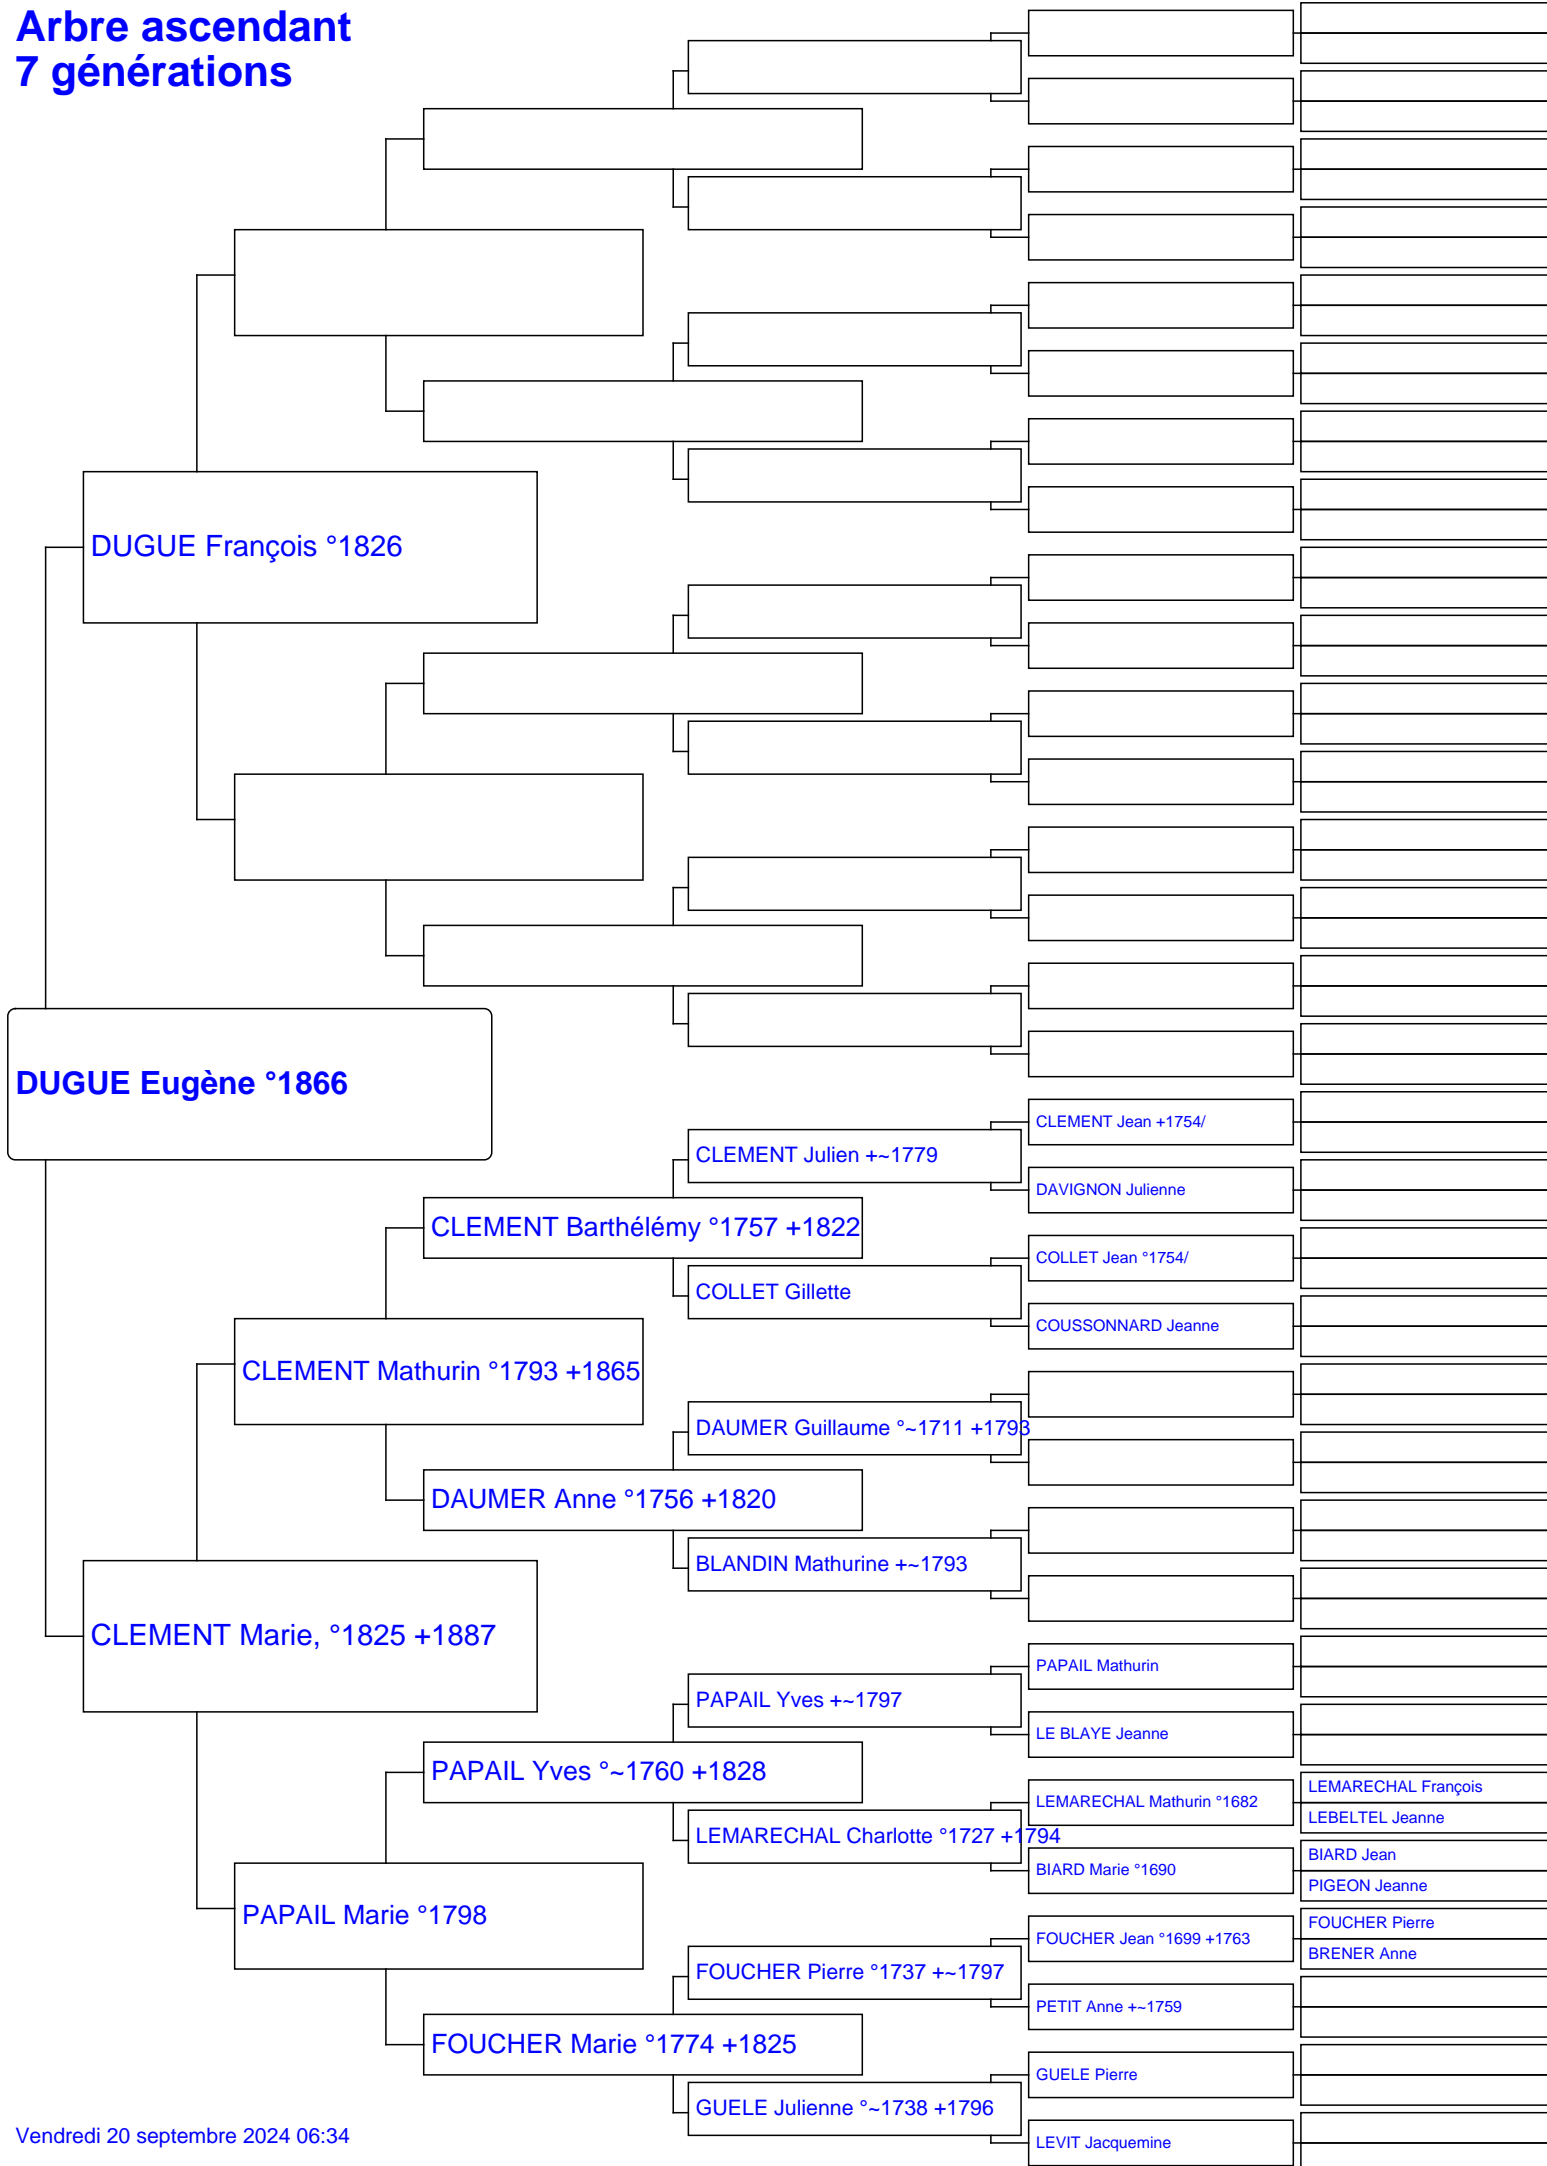 Arbre ascendant
7 générations
DUGUE François °1826
DUGUE Eugène °1866
CLEMENT Jean +1754/
CLEMENT Julien +~1779
DAVIGNON Julienne
CLEMENT Barthélémy °1757 +1822
COLLET Jean °1754/
COLLET Gillette
COUSSONNARD Jeanne
CLEMENT Mathurin °1793 +1865
DAUMER Guillaume °~1711 +1793
DAUMER Anne °1756 +1820
BLANDIN Mathurine +~1793
CLEMENT Marie, °1825 +1887
PAPAIL Mathurin
PAPAIL Yves +~1797
LE BLAYE Jeanne
PAPAIL Yves °~1760 +1828
LEMARECHAL François
LEMARECHAL Mathurin °1682
LEBELTEL Jeanne
LEMARECHAL Charlotte °1727 +1794
BIARD Jean
BIARD Marie °1690
PIGEON Jeanne
PAPAIL Marie °1798
FOUCHER Pierre
FOUCHER Jean °1699 +1763
BRENER Anne
FOUCHER Pierre °1737 +~1797
PETIT Anne +~1759
FOUCHER Marie °1774 +1825
GUELE Pierre
GUELE Julienne °~1738 +1796
LEVIT Jacquemine
Vendredi 20 septembre 2024 06:34